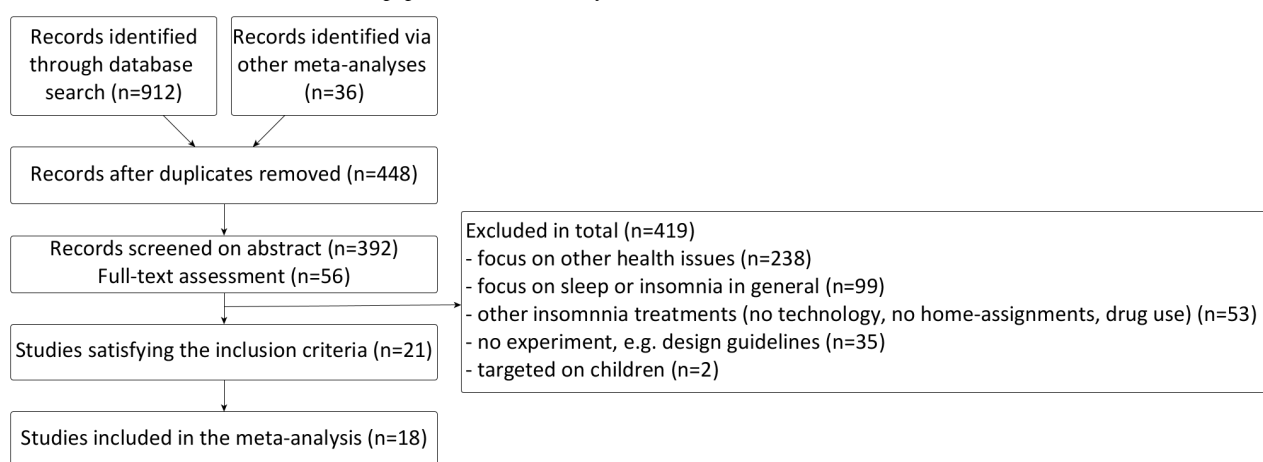 Records identified
through database
search (n=912)
Records identified via
other meta-analyses
(n=36)
Records after duplicates removed (n=448)
Records screened on abstract (n=392)
Full-text assessment (n=56)
Excluded in total (n=419)
- focus on other health issues (n=238)
- focus on sleep or insomnia in general (n=99)
- other insomnnia treatments (no technology, no home-assignments, drug use) (n=53)
- no experiment, e.g. design guidelines (n=35)
- targeted on children (n=2)
Studies satisfying the inclusion criteria (n=21)
Studies included in the meta-analysis (n=18)